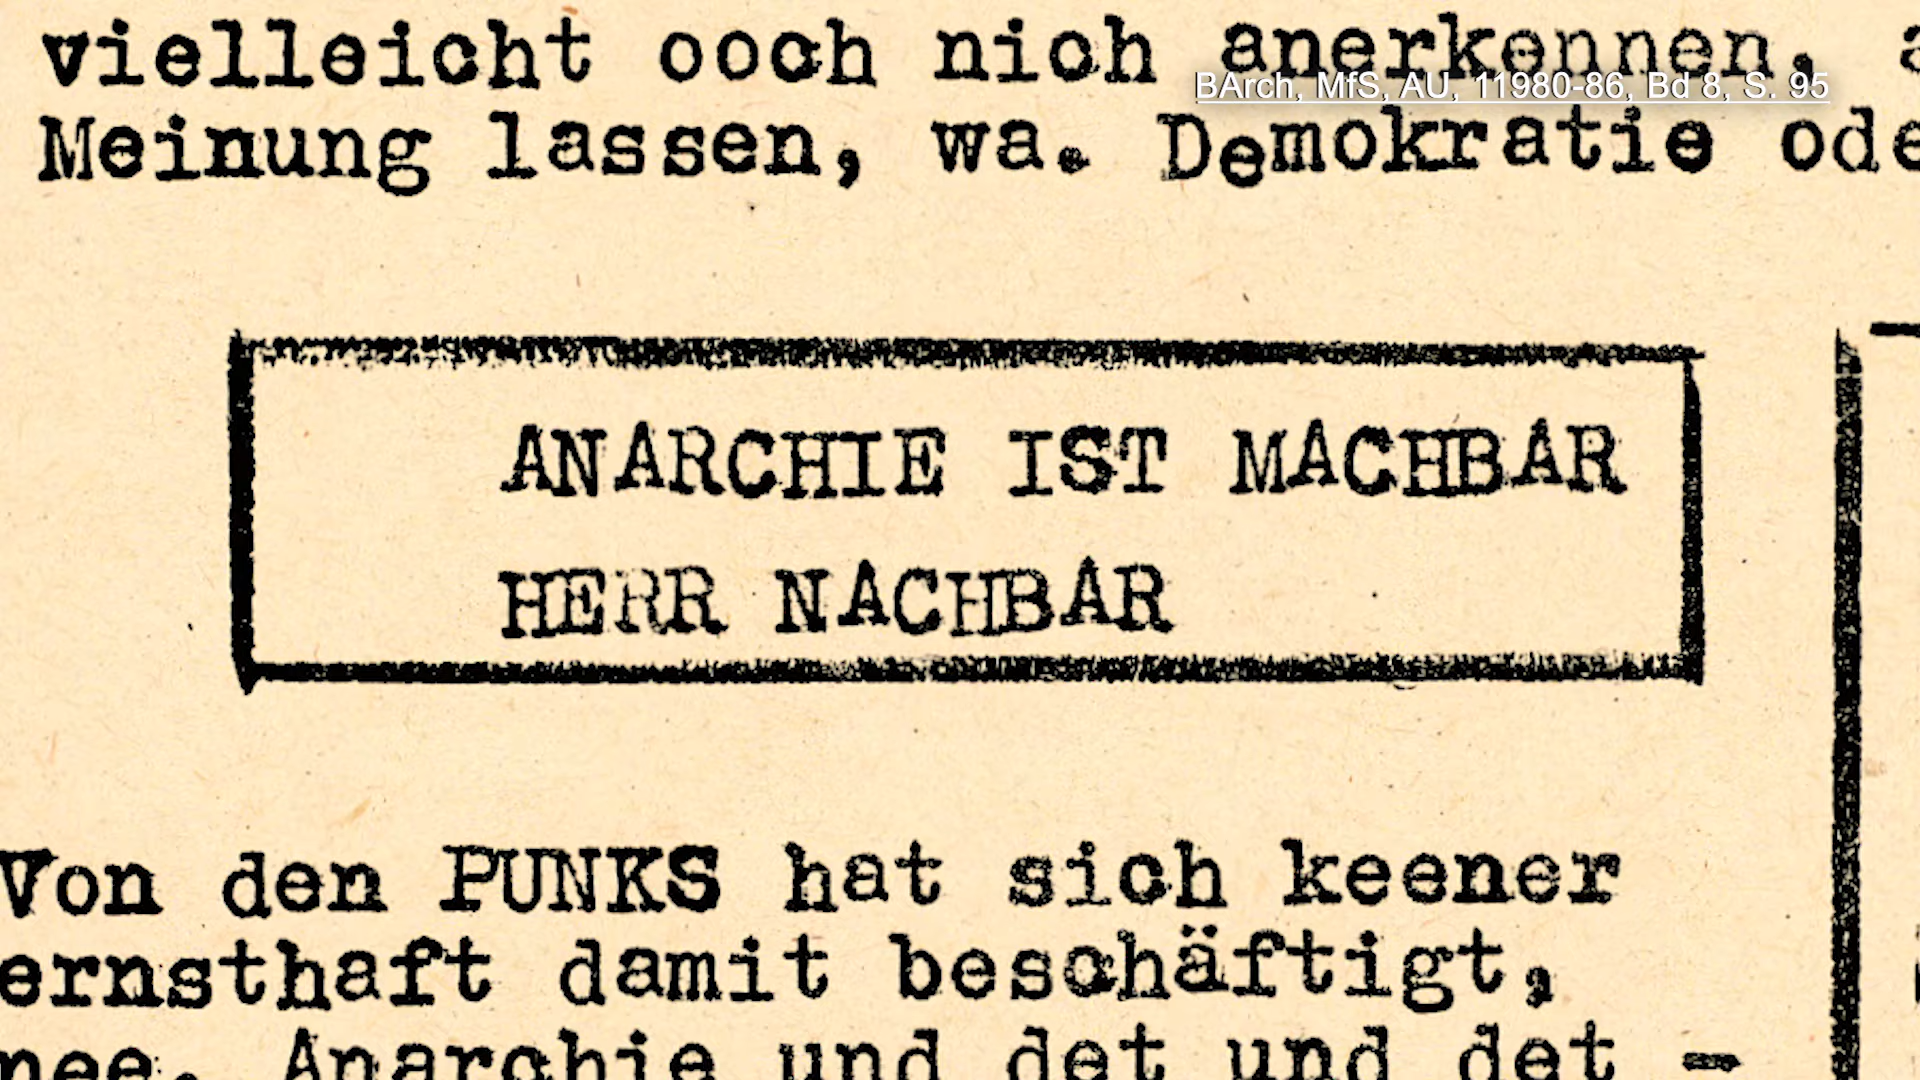 vielleicht ooch nich anerkennen, a
BArch, MfS, AU, 11980-86, Bd 8, S. 95
Meinung lassen, wa. Demokratie ode
ANARCHIE IST MACHBAR
HERR NACHBAR
Von den PUNKS hat sich keener
ernsthaft damit beschäftigt,
nee. Anarchie und det und det -